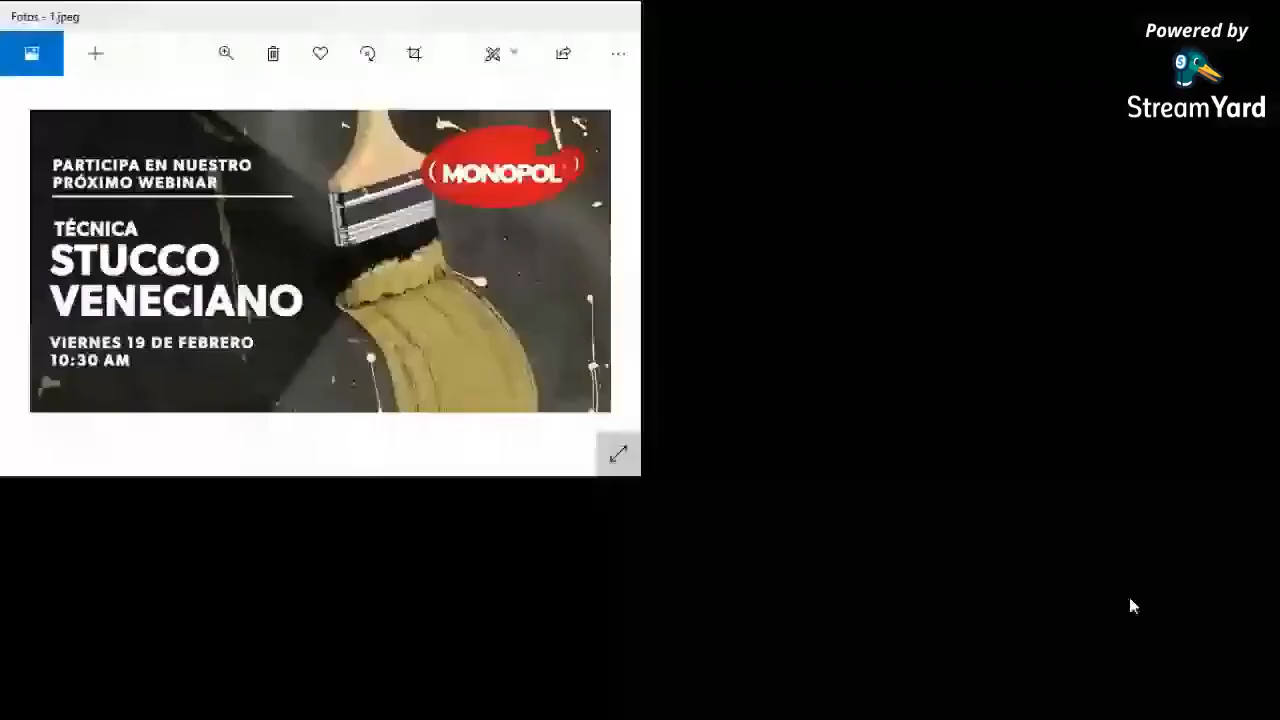 Fotos - 1.jpeg
Powered by
StreamYard
PARTICIPA EN NUESTRO
PRÓXIMO WEBINAR
MONOPOL
TÉCNICA
STUCCO
VENECIANO
VIERNES 19 DE FEBRERO
10:30 AM